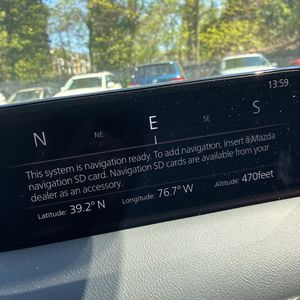 13:59
N NE E SE S
This system is navigation ready. To add navigation, insert a Mazda
navigation SD card. Navigation SD cards are available from your
dealer as an accessory.
Latitude: 39.2° N Longitude: 76.7° W Altitude: 470feet